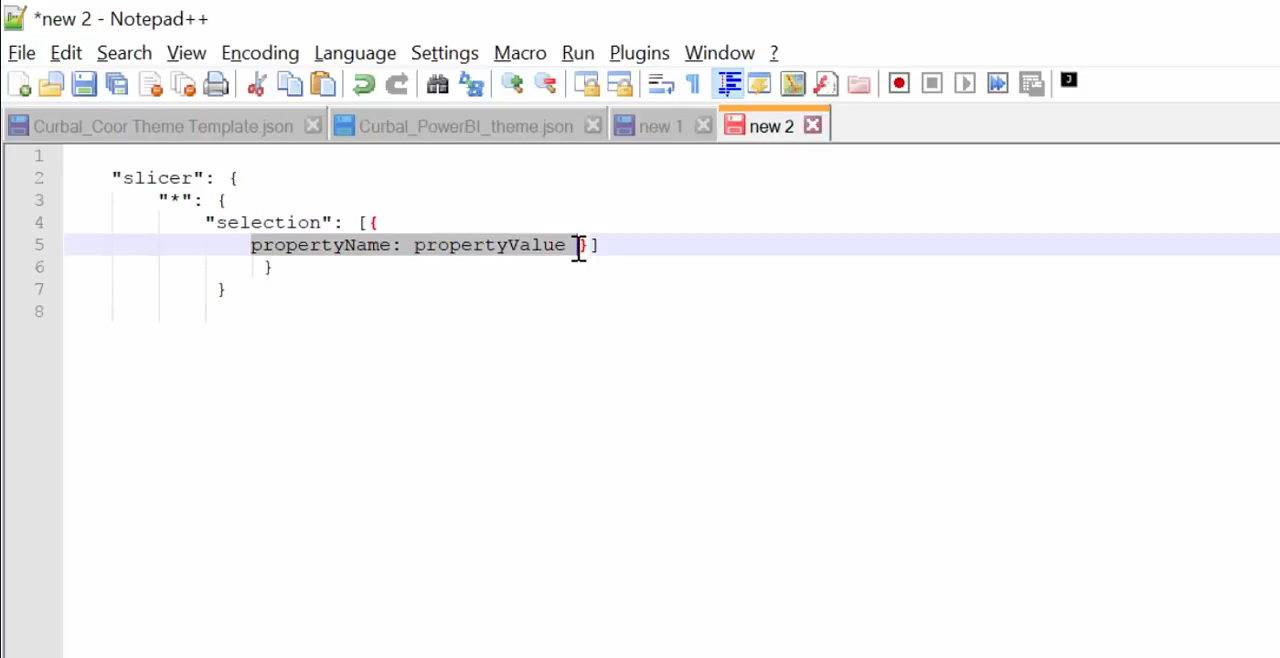 *new 2 - Notepad++
File Edit Search View Encoding Language Settings Macro Run Plugins Window ?
Curbal_Coor Theme Template.json Curbal_PowerBI_theme.json new 1 new 2
1
2 "slicer": {
3 "*": {
4 "selection": [{
5 propertyName: propertyValue }]
6 }
7 }
8